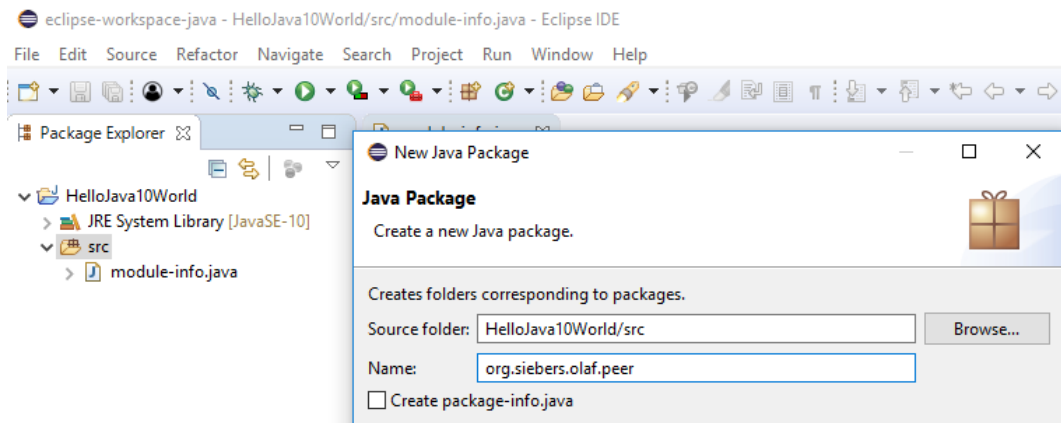 eclipse-workspace-java - HelloJava10World/src/module-info.java - Eclipse IDE
File Edit Source Refactor Navigate Search Project Run Window Help
Package Explorer
HelloJava10World
JRE System Library [JavaSE-10]
src
module-info.java
New Java Package
Java Package
Create a new Java package.
Creates folders corresponding to packages.
Source folder: HelloJava10World/src Browse...
Name: org.siebers.olaf.peer
Create package-info.java